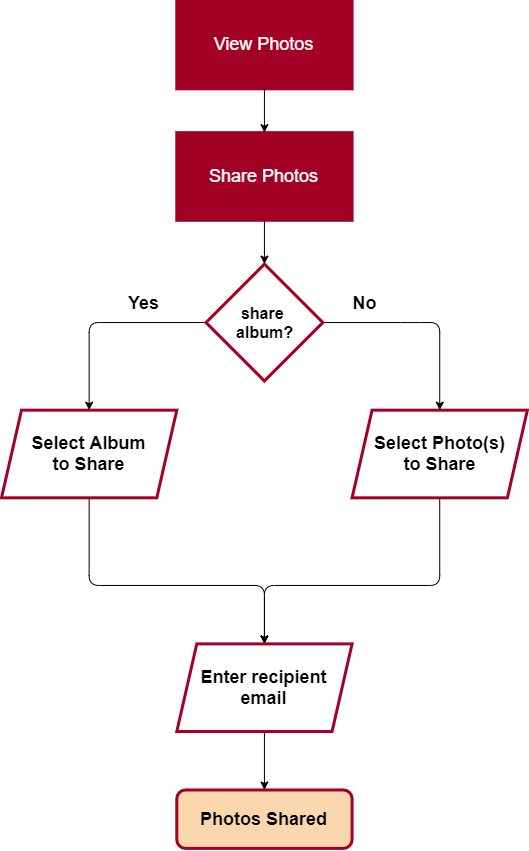 View Photos
Share Photos
share
album?
Yes
No
Select Album
to Share
Select Photo(s)
to Share
Enter recipient
email
Photos Shared